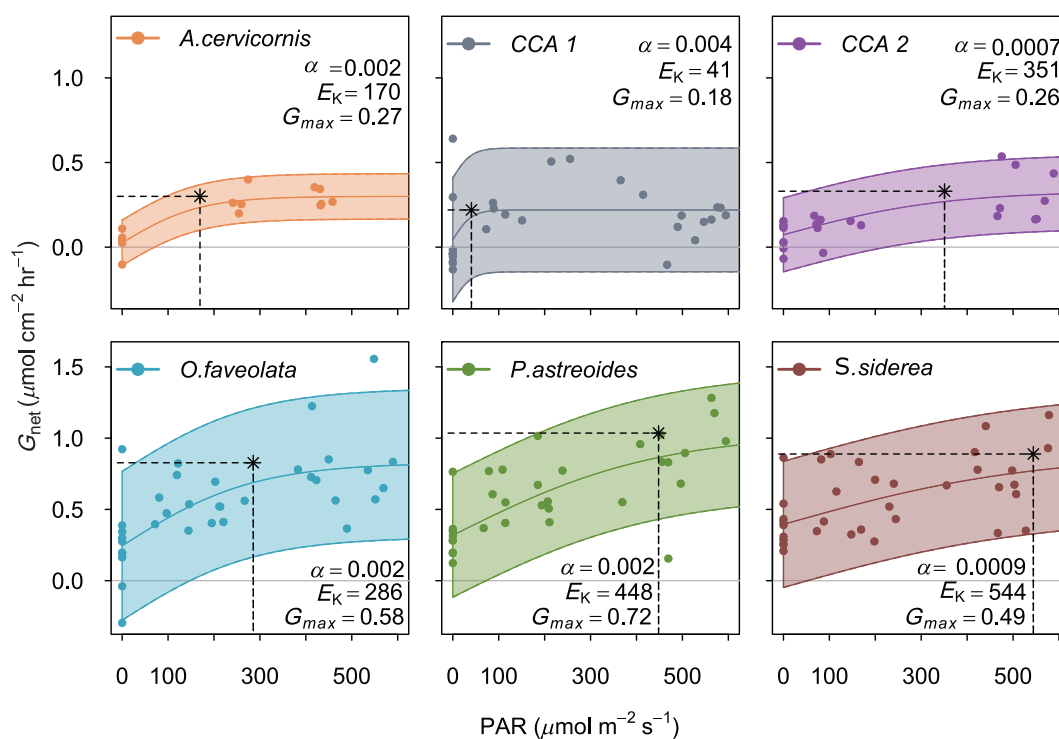 A.cervicornis
α = 0.002
E_K = 170
G_max = 0.27
CCA 1
α = 0.004
E_K = 41
G_max = 0.18
CCA 2
α = 0.0007
E_K = 351
G_max = 0.26
1.0
0.5
0.0
O.faveolata
α = 0.002
E_K = 286
G_max = 0.58
P.astreoides
α = 0.002
E_K = 448
G_max = 0.72
S.siderea
α = 0.0009
E_K = 544
G_max = 0.49
1.5
1.0
0.5
0.0
0 100 300 500
0 100 300 500
0 100 300 500
G_net (μmol cm⁻² hr⁻¹)
PAR (μmol m⁻² s⁻¹)